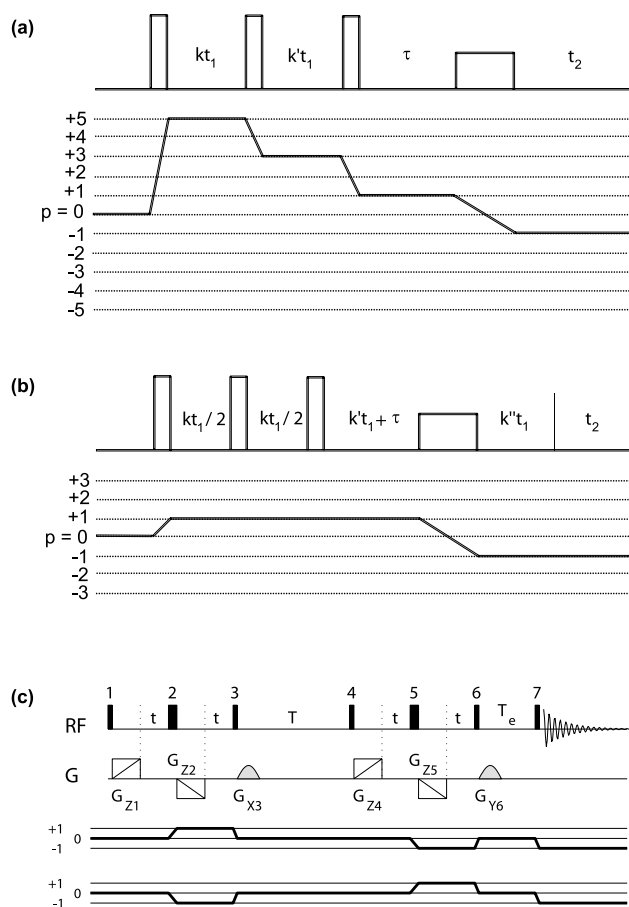 (a)
kt1 k't1 τ t2
+5
+4
+3
+2
+1
p = 0
-1
-2
-3
-4
-5
(b)
kt1 / 2 kt1 / 2 k't1 + τ k''t1 t2
+3
+2
+1
p = 0
-1
-2
-3
(c)
1 2 3 4 5 6 7
RF t t T t t Te
G GZ2 GZ5
GZ1 GX3 GZ4 GY6
+1
0
-1
+1
0
-1